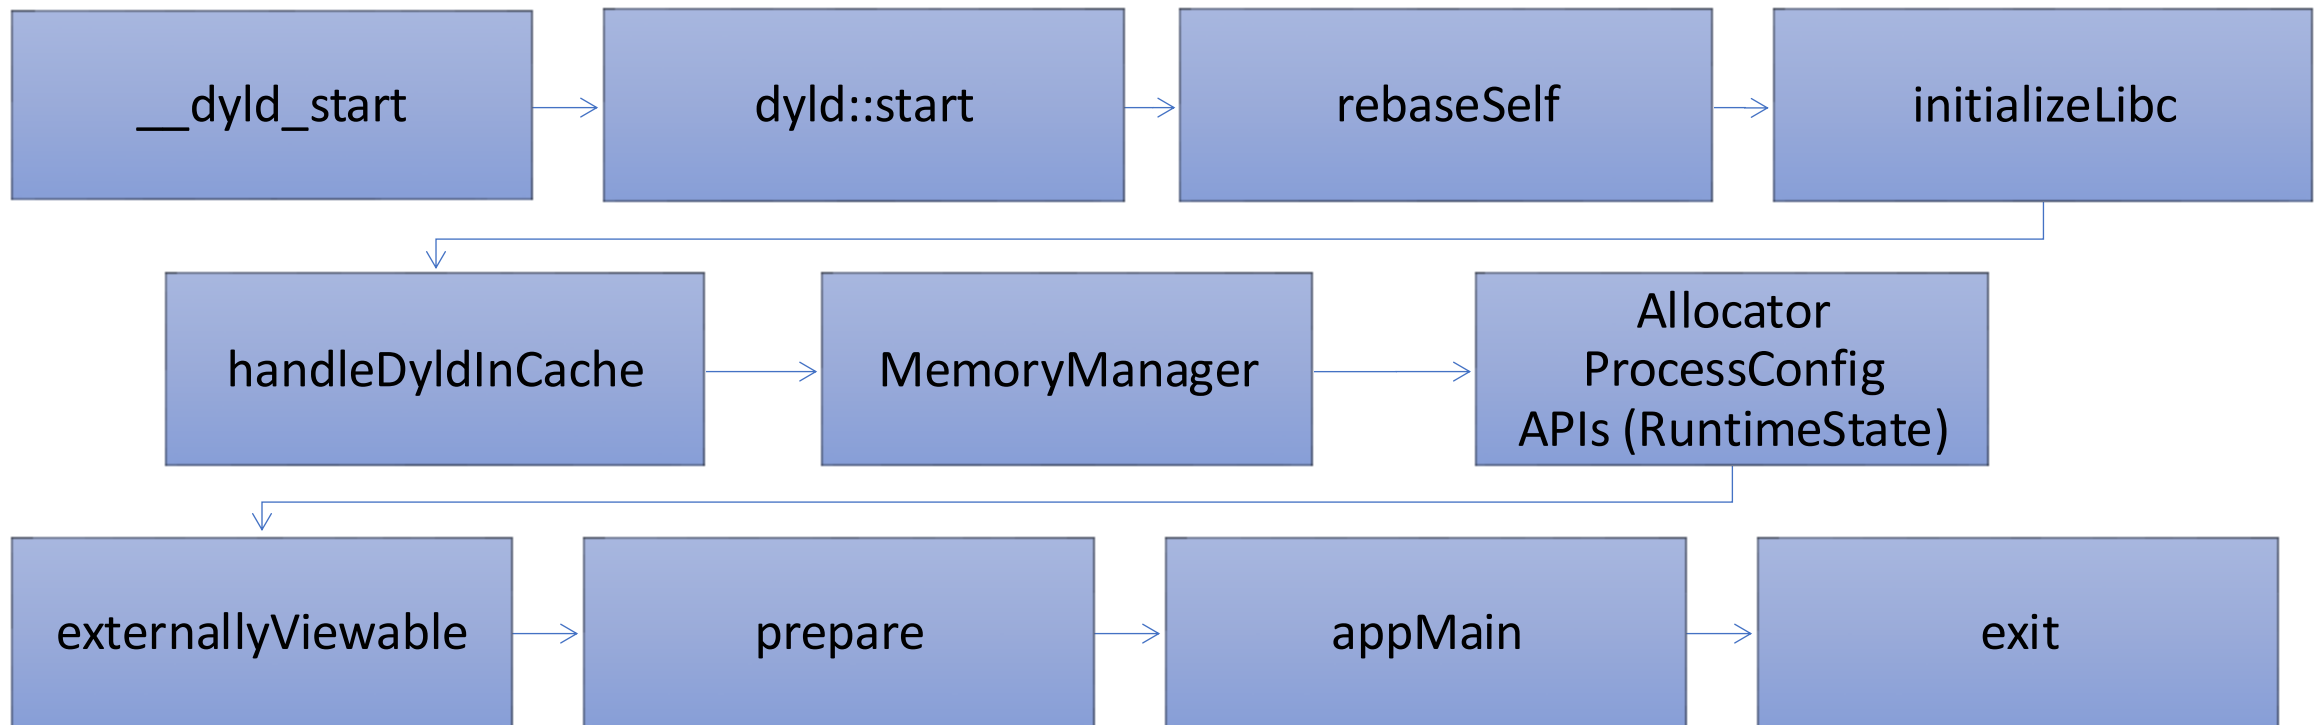 __dyld_start
dyld::start
rebaseSelf
initializeLibc
handleDyldInCache
MemoryManager
Allocator
ProcessConfig
APIs (RuntimeState)
externallyViewable
prepare
appMain
exit